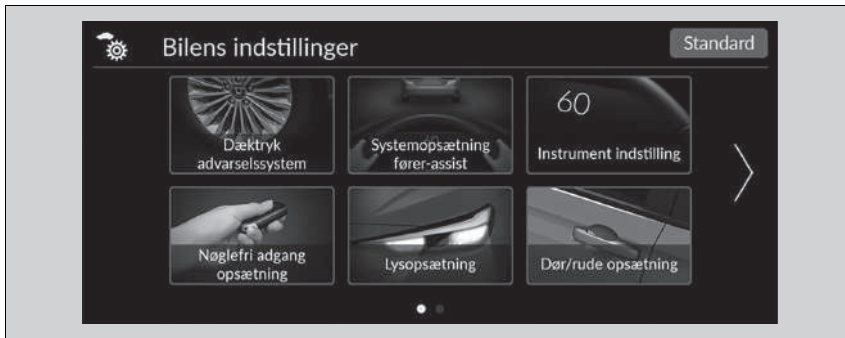 Bilens indstillinger
Standard
Dæktryk
advarselssystem
Systemopsætning
fører-assist
60
Instrument indstilling
Nøglefri adgang
opsætning
Lysopsætning
Dør/rude opsætning